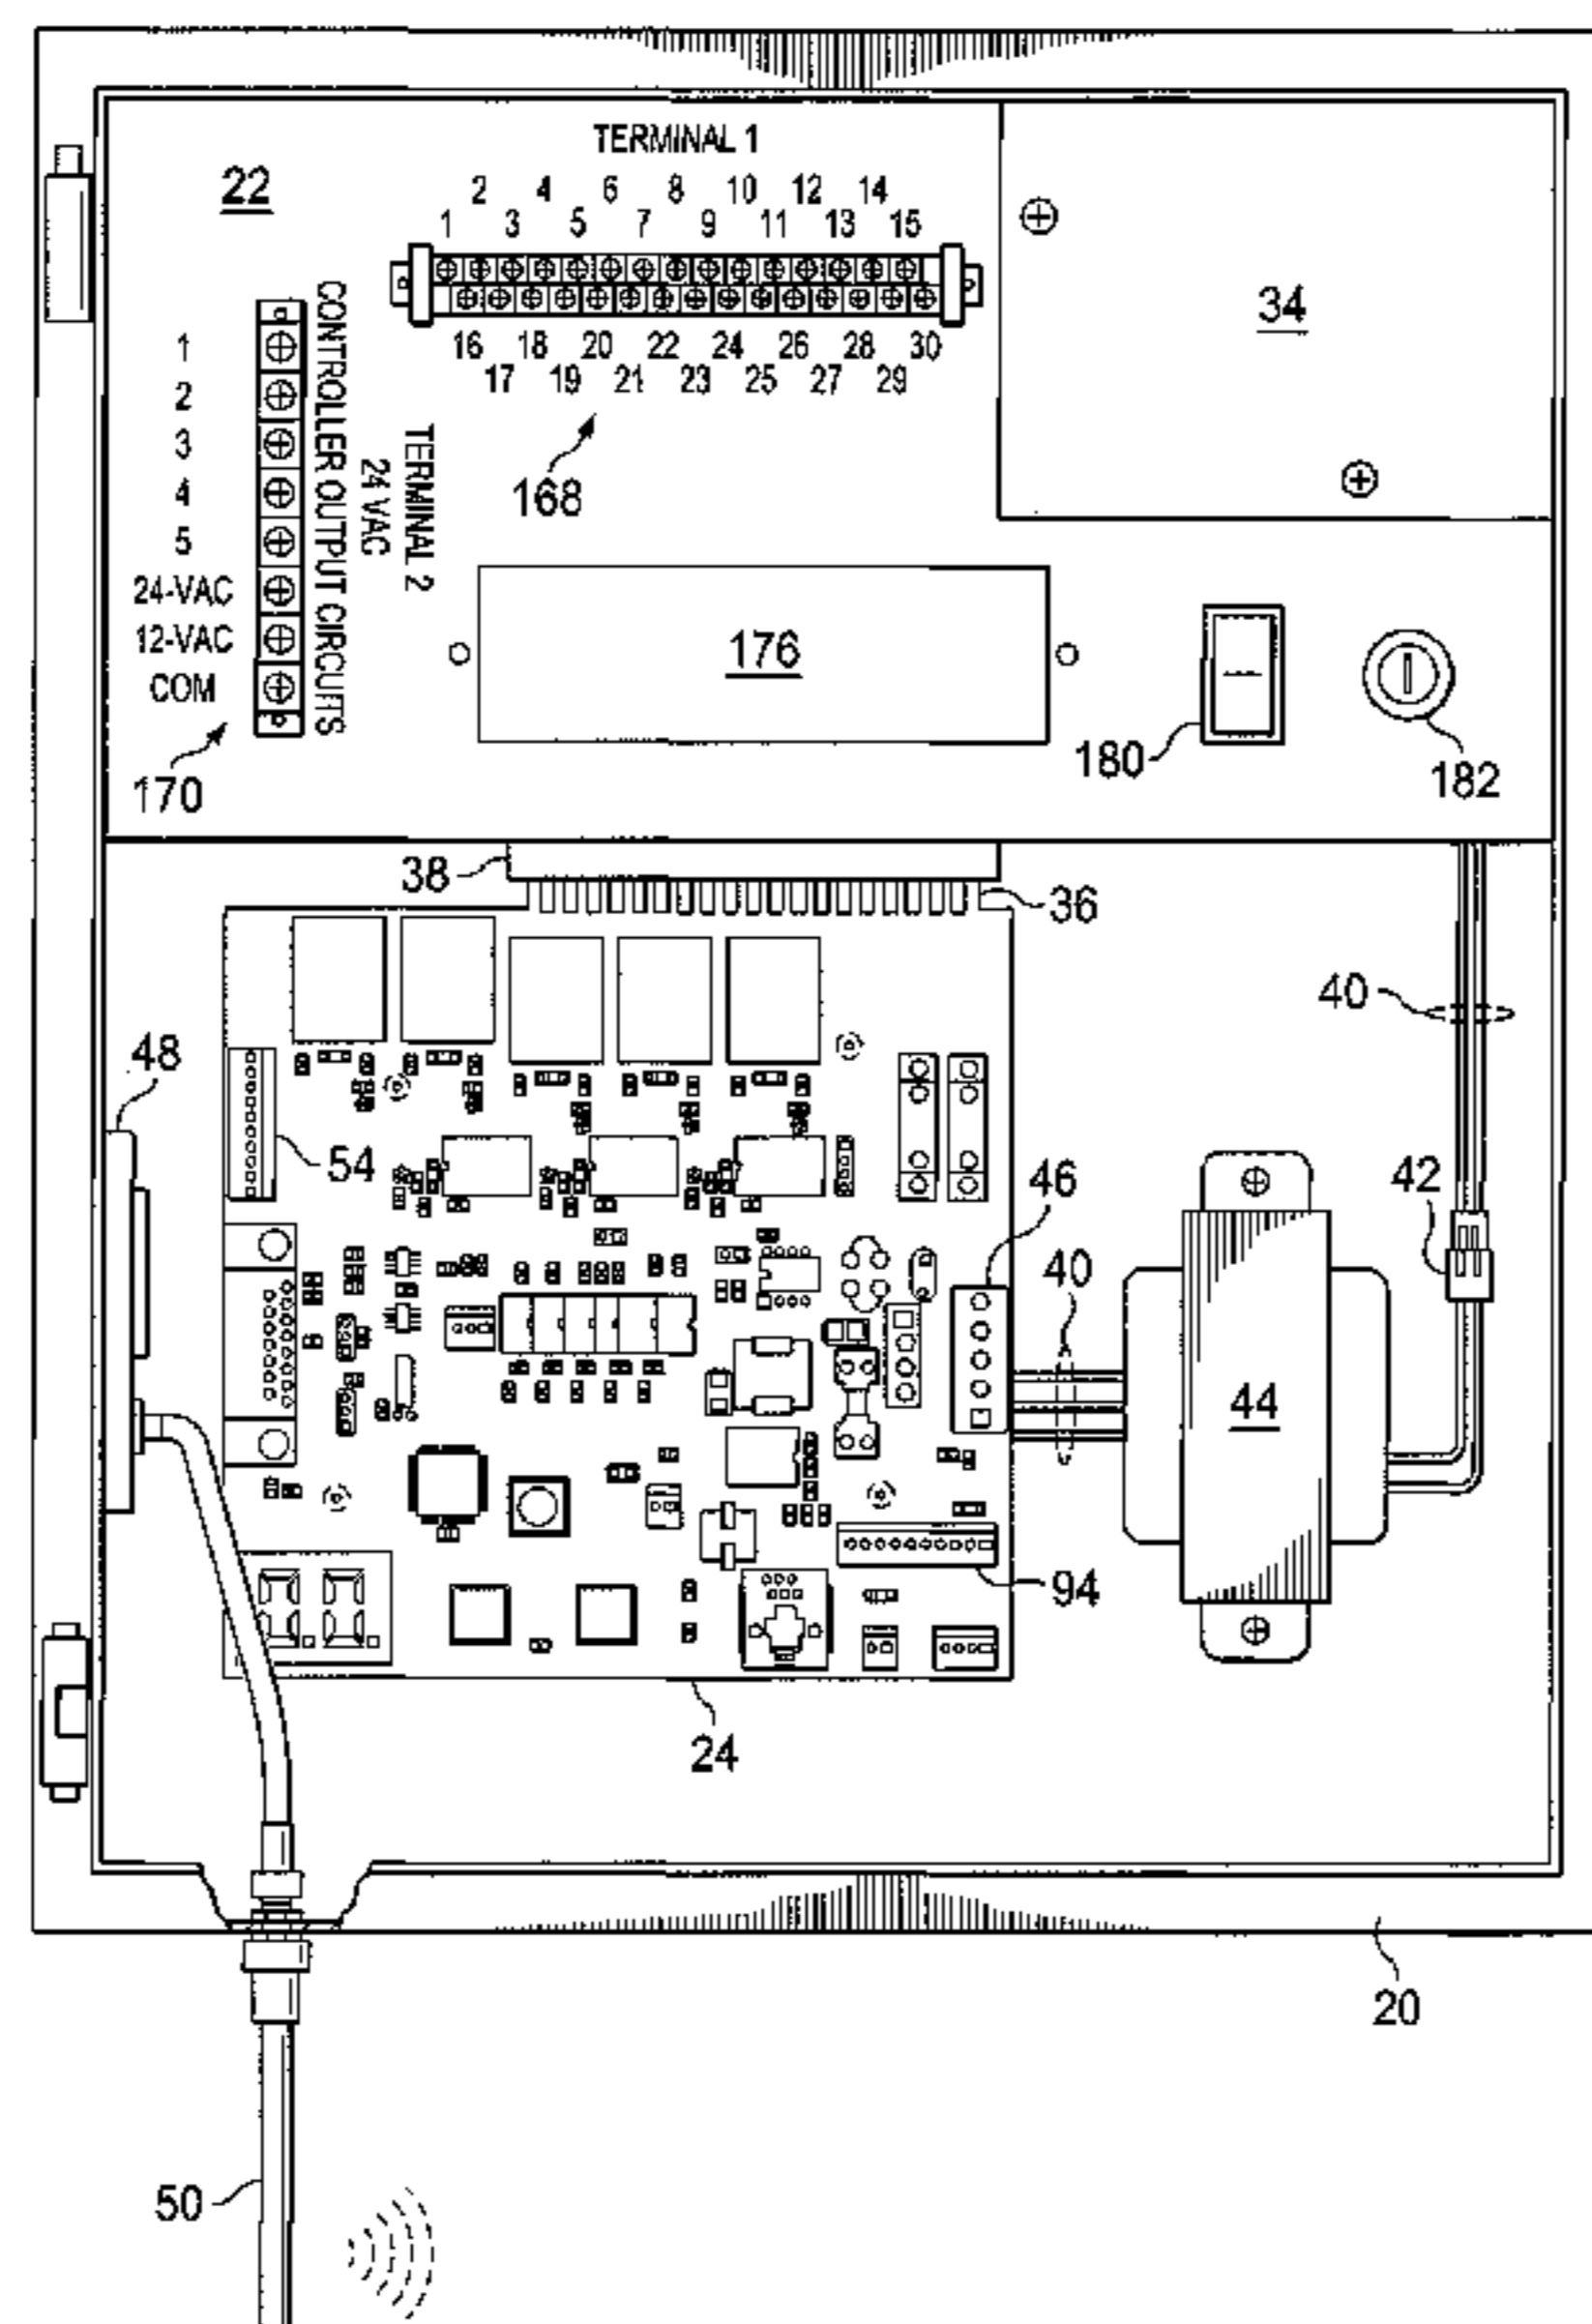 TERMINAL 1
22
2 4 6 8 10 12 14
1 3 5 7 9 11 13 15
34
16 18 20 22 24 26 28 30
17 19 21 23 25 27 29
168
1
2
3
4
5
24-VAC
12-VAC
COM
CONTROLLER OUTPUT CIRCUITS
24 VAC
TERMINAL 2
176
180
182
170
38
36
40
48
54
46
42
40
44
94
24
20
50